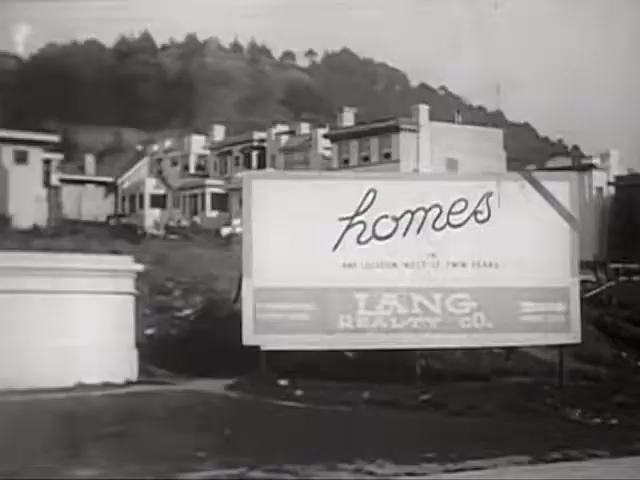 homes
IN
ANY LOCATION WEST OF TWIN PEAKS
LANG
REALTY CO.